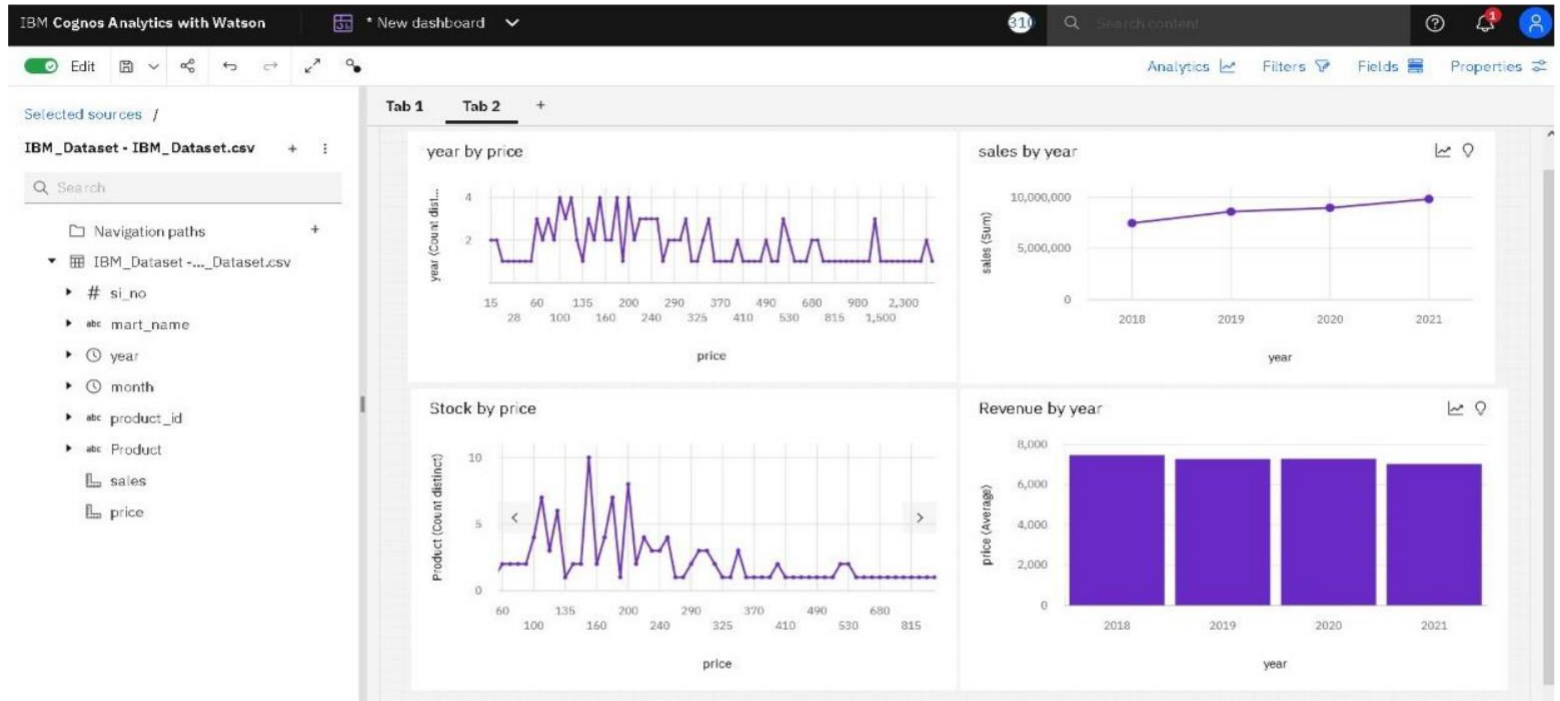 IBM Cognos Analytics with Watson
* New dashboard
310
Search content
1
Edit
Analytics
Filters
Fields
Properties
Selected sources /
IBM_Dataset - IBM_Dataset.csv + ⋮
Search
Navigation paths +
IBM_Dataset -..._Dataset.csv
# si_no
abc mart_name
year
month
abc product_id
abc Product
sales
price
Tab 1 Tab 2 +
year by price
year (Count dist...
4
2
15 60 135 200 290 370 490 680 980 2,300
28 100 160 240 325 410 530 815 1,500
price
sales by year
sales (Sum)
10,000,000
5,000,000
0
2018 2019 2020 2021
year
Stock by price
Product (Count distinct)
10
5
0
60 135 200 290 370 490 680
100 160 240 325 410 530 815
price
Revenue by year
price (Average)
8,000
6,000
4,000
2,000
0
2018 2019 2020 2021
year